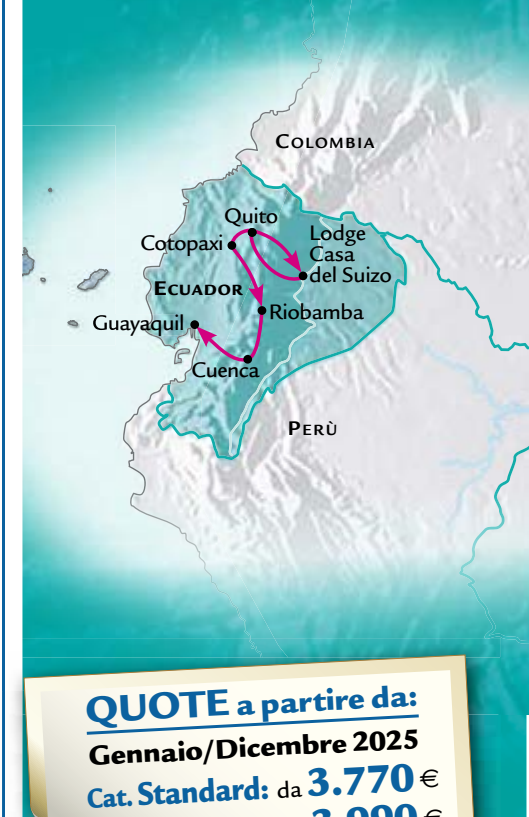 COLOMBIA
Quito
Lodge
Casa
del Suizo
Cotopaxi
ECUADOR
Riobamba
Guayaquil
Cuenca
PERÙ
QUOTE a partire da:
Gennaio/Dicembre 2025
Cat. Standard: da 3.770 €
€